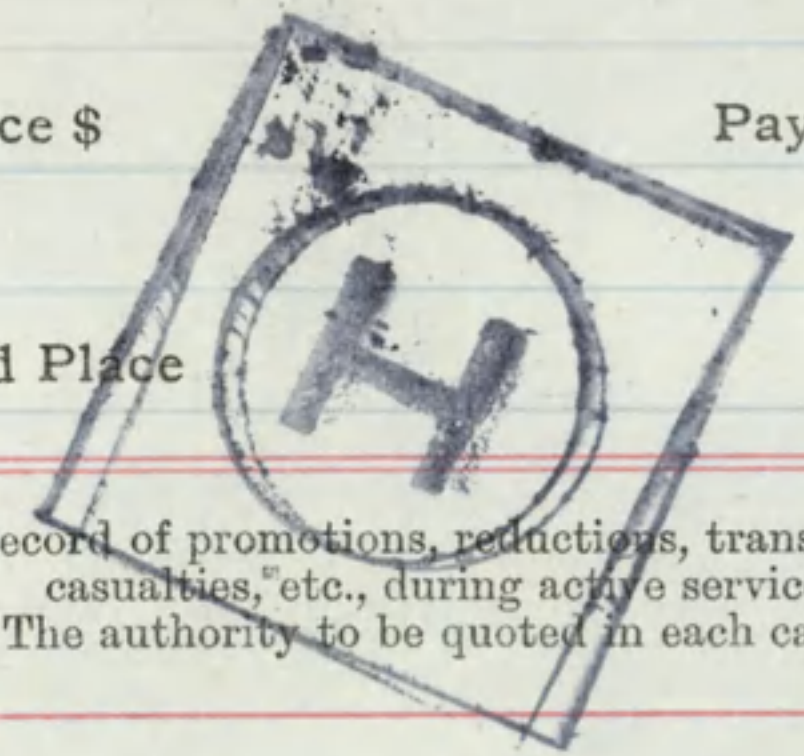 ce $ Pay
H
d Place
ecord of promotions, reductions, trans
casualties, etc., during active servic
The authority to be quoted in each ca